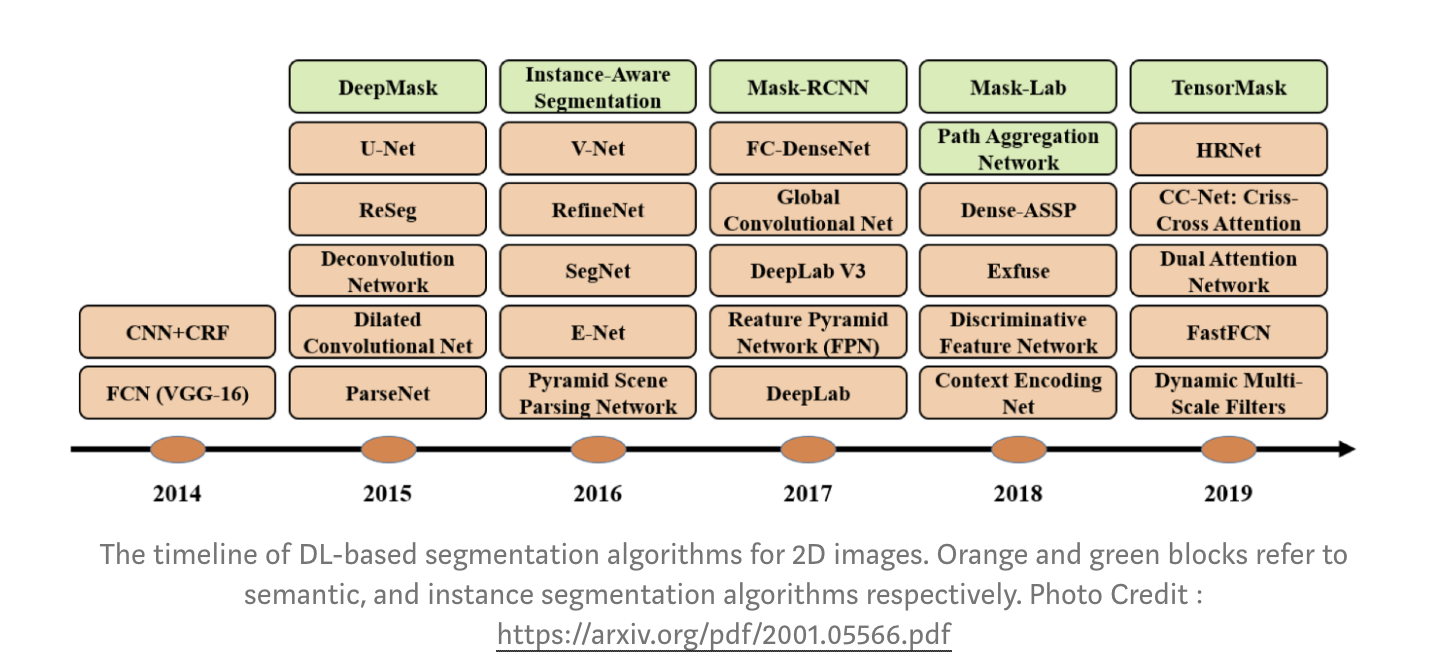 DeepMask
U-Net
ReSeg
Deconvolution
Network
Dilated
Convolutional Net
ParseNet
CNN+CRF
FCN (VGG-16)
Instance-Aware
Segmentation
V-Net
RefineNet
SegNet
E-Net
Pyramid Scene
Parsing Network
Mask-RCNN
FC-DenseNet
Global
Convolutional Net
DeepLab V3
Reature Pyramid
Network (FPN)
DeepLab
Mask-Lab
Path Aggregation
Network
Dense-ASSP
Exfuse
Discriminative
Feature Network
Context Encoding
Net
TensorMask
HRNet
CC-Net: Criss-
Cross Attention
Dual Attention
Network
FastFCN
Dynamic Multi-
Scale Filters
2014
2015
2016
2017
2018
2019
The timeline of DL-based segmentation algorithms for 2D images. Orange and green blocks refer to
semantic, and instance segmentation algorithms respectively. Photo Credit :
https://arxiv.org/pdf/2001.05566.pdf